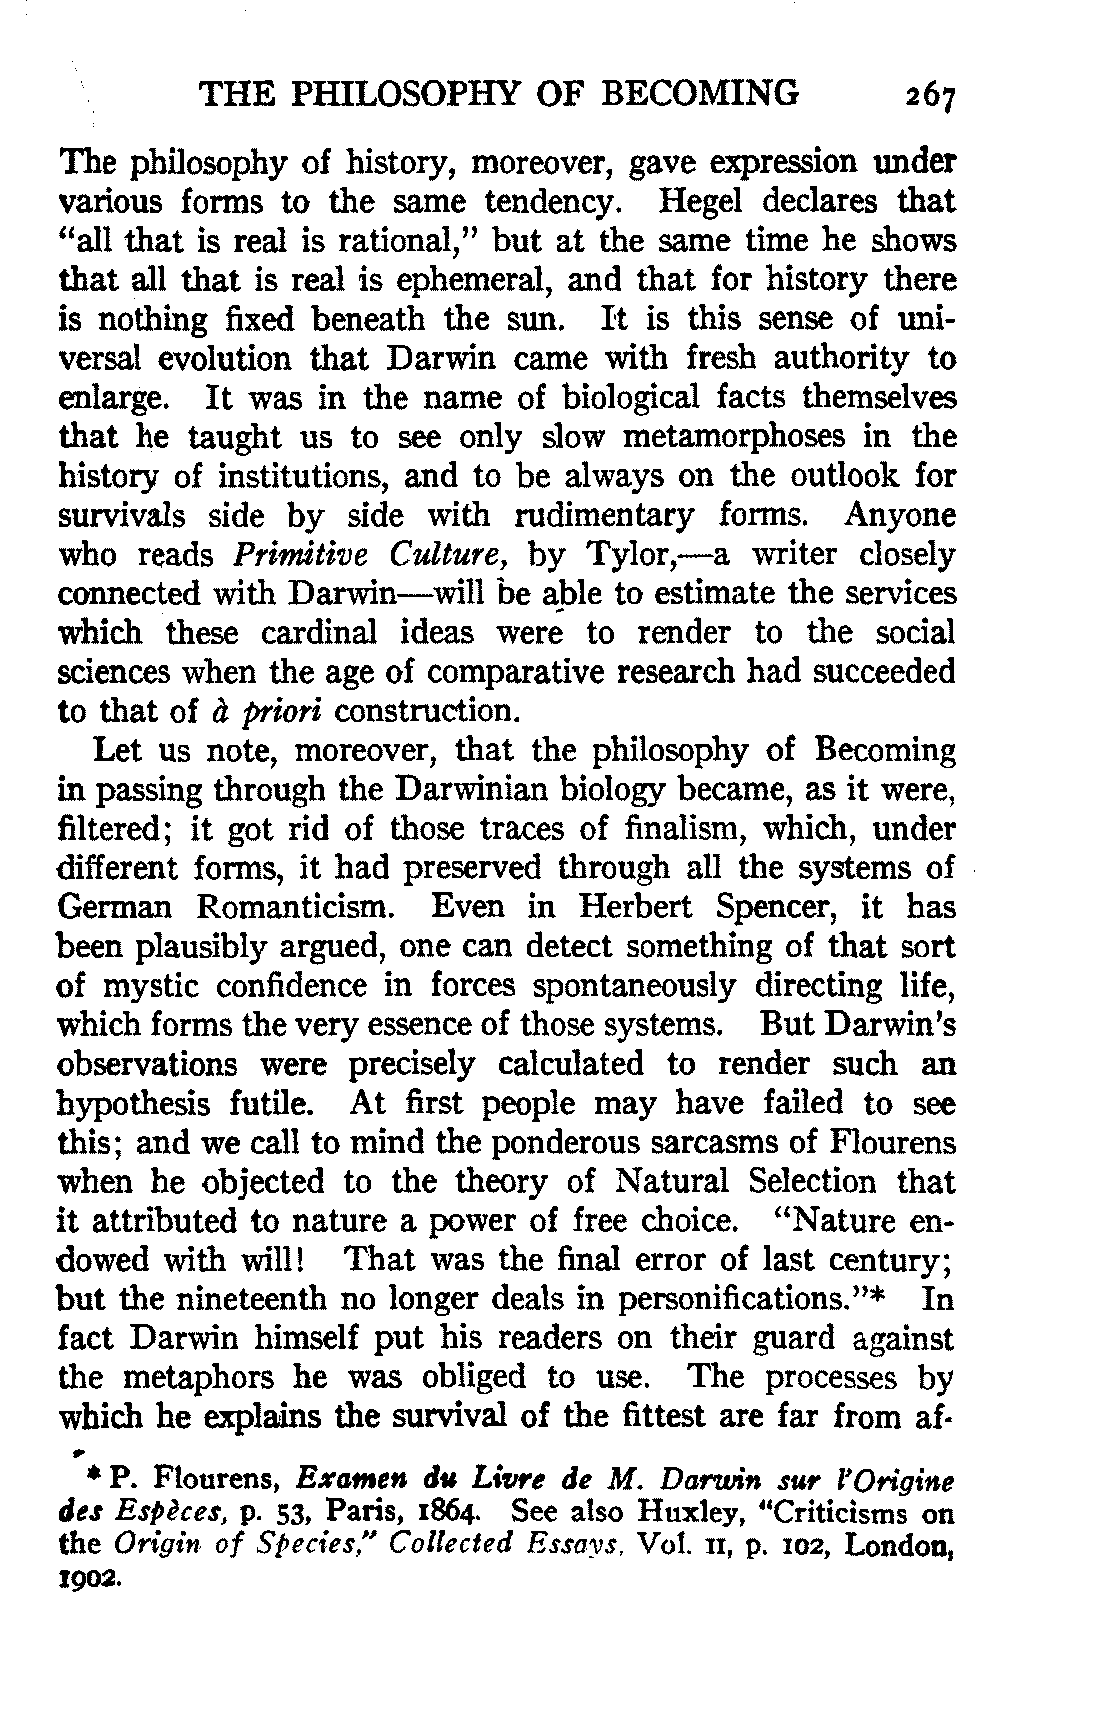 THE PHILOSOPHY OF BECOMING 267
The philosophy of history, moreover, gave expression under
various forms to the same tendency. Hegel declares that
“all that is real is rational,” but at the same time he shows
that all that is real is ephemeral, and that for history there
is nothing fixed beneath the sun. It is this sense of uni-
versal evolution that Darwin came with fresh authority to
enlarge. It was in the name of biological facts themselves
that he taught us to see only slow metamorphoses in the
history of institutions, and to be always on the outlook for
survivals side by side with rudimentary forms. Anyone
who reads Primitive Culture, by Tylor,—a writer closely
connected with Darwin—will be able to estimate the services
which these cardinal ideas were to render to the social
sciences when the age of comparative research had succeeded
to that of à priori construction.
Let us note, moreover, that the philosophy of Becoming
in passing through the Darwinian biology became, as it were,
filtered; it got rid of those traces of finalism, which, under
different forms, it had preserved through all the systems of
German Romanticism. Even in Herbert Spencer, it has
been plausibly argued, one can detect something of that sort
of mystic confidence in forces spontaneously directing life,
which forms the very essence of those systems. But Darwin's
observations were precisely calculated to render such an
hypothesis futile. At first people may have failed to see
this; and we call to mind the ponderous sarcasms of Flourens
when he objected to the theory of Natural Selection that
it attributed to nature a power of free choice. “Nature en-
dowed with will! That was the final error of last century;
but the nineteenth no longer deals in personifications.”* In
fact Darwin himself put his readers on their guard against
the metaphors he was obliged to use. The processes by
which he explains the survival of the fittest are far from af-
* P. Flourens, Examen du Livre de M. Darwin sur l'Origine
des Espèces, p. 53, Paris, 1864. See also Huxley, “Criticisms on
the Origin of Species,” Collected Essays, Vol. II, p. 102, London,
1902.